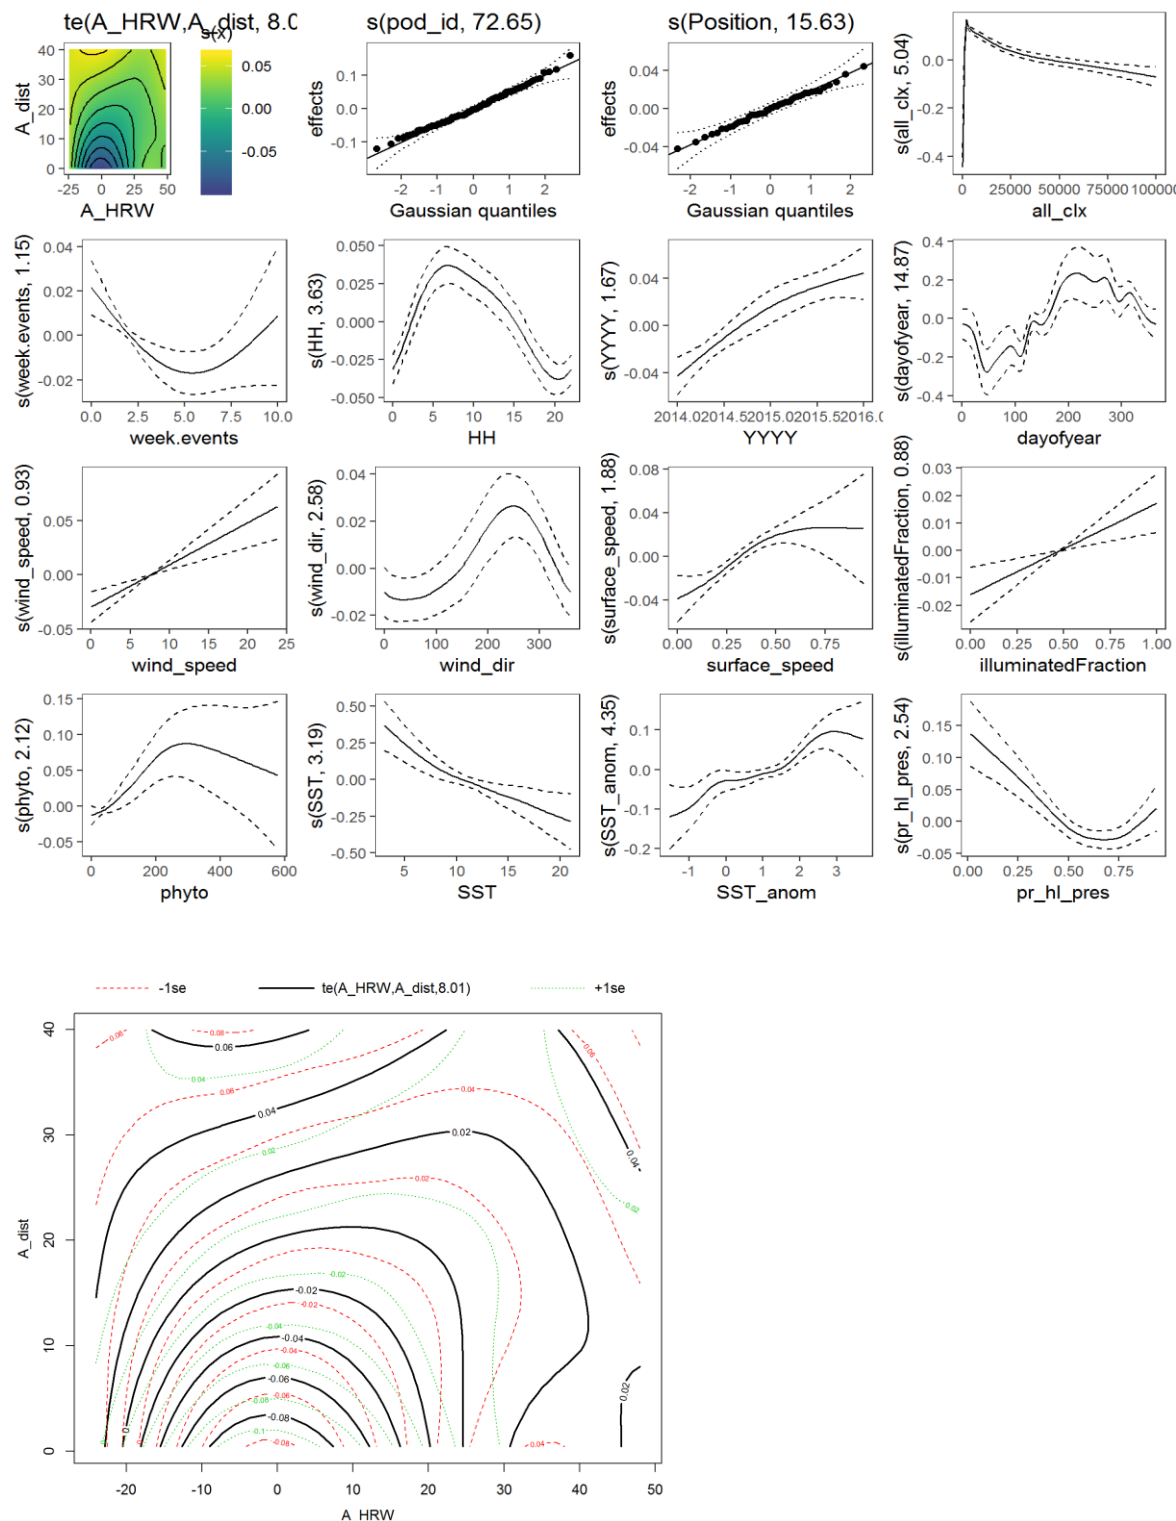 te(A_HRW,A_dist, 8.0
s(x)
A_dist
40
30
20
10
0
-25 0 25 50
A_HRW
0.05
0.00
-0.05
s(pod_id, 72.65)
effects
0.1
0.0
-0.1
-2 -1 0 1 2
Gaussian quantiles
s(Position, 15.63)
effects
0.04
0.00
-0.04
-2 -1 0 1 2
Gaussian quantiles
s(all_clx, 5.04)
0.0
-0.2
-0.4
0 25000 50000 75000 100000
all_clx
s(week.events, 1.15)
0.04
0.02
0.00
-0.02
0.0 2.5 5.0 7.5 10.0
week.events
s(HH, 3.63)
0.050
0.025
0.000
-0.025
-0.050
0 5 10 15 20
HH
s(YYYY, 1.67)
0.04
0.00
-0.04
2014.0 2014.5 2015.0 2015.5 2016.0
YYYY
s(dayofyear, 14.87)
0.4
0.2
0.0
-0.2
-0.4
0 100 200 300
dayofyear
s(wind_speed, 0.93)
0.05
0.00
-0.05
0 5 10 15 20 25
wind_speed
s(wind_dir, 2.58)
0.04
0.02
0.00
-0.02
0 100 200 300
wind_dir
s(surface_speed, 1.88)
0.08
0.04
0.00
-0.04
0.00 0.25 0.50 0.75
surface_speed
s(illuminatedFraction, 0.88)
0.03
0.02
0.01
0.00
-0.01
-0.02
0.00 0.25 0.50 0.75 1.00
illuminatedFraction
s(phyto, 2.12)
0.15
0.10
0.05
0.00
-0.05
0 200 400 600
phyto
s(SST, 3.19)
0.50
0.25
0.00
-0.25
-0.50
5 10 15 20
SST
s(SST_anom, 4.35)
0.1
0.0
-0.1
-0.2
-1 0 1 2 3
SST_anom
s(pr_hl_pres, 2.54)
0.15
0.10
0.05
0.00
-0.05
0.00 0.25 0.50 0.75
pr_hl_pres
-1se te(A_HRW,A_dist,8.01) +1se
A_dist
40
30
20
10
0
0.06
0.04
0.02
0
-0.02
-0.04
-0.06
-0.08
0.04
0.02
-20 -10 0 10 20 30 40 50
A_HRW